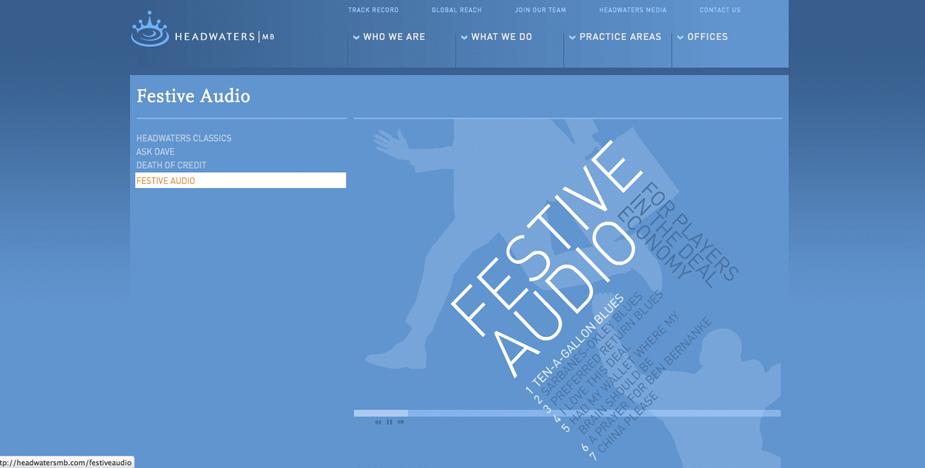 TRACK RECORD
GLOBAL REACH
JOIN OUR TEAM
HEADWATERS MEDIA
CONTACT US
HEADWATERS|MB
WHO WE ARE
WHAT WE DO
PRACTICE AREAS
OFFICES
Festive Audio
HEADWATERS CLASSICS
ASK DAVE
DEATH OF CREDIT
FESTIVE AUDIO
FESTIVE
AUDIO
FOR PLAYERS
IN THE DEAL
ECONOMY
1 TEN-A-GALLON BLUES
2 SARBANES-OXLEY BLUES
3 PREFERRED RETURN BLUES
4 I LOVE THIS DEAL
5 HAD MY WALLET WHERE MY
BRAIN SHOULD BE
6 A PRAYER FOR BEN BERNANKE
7 CHINA PLEASE
tp://headwatersmb.com/festiveaudio